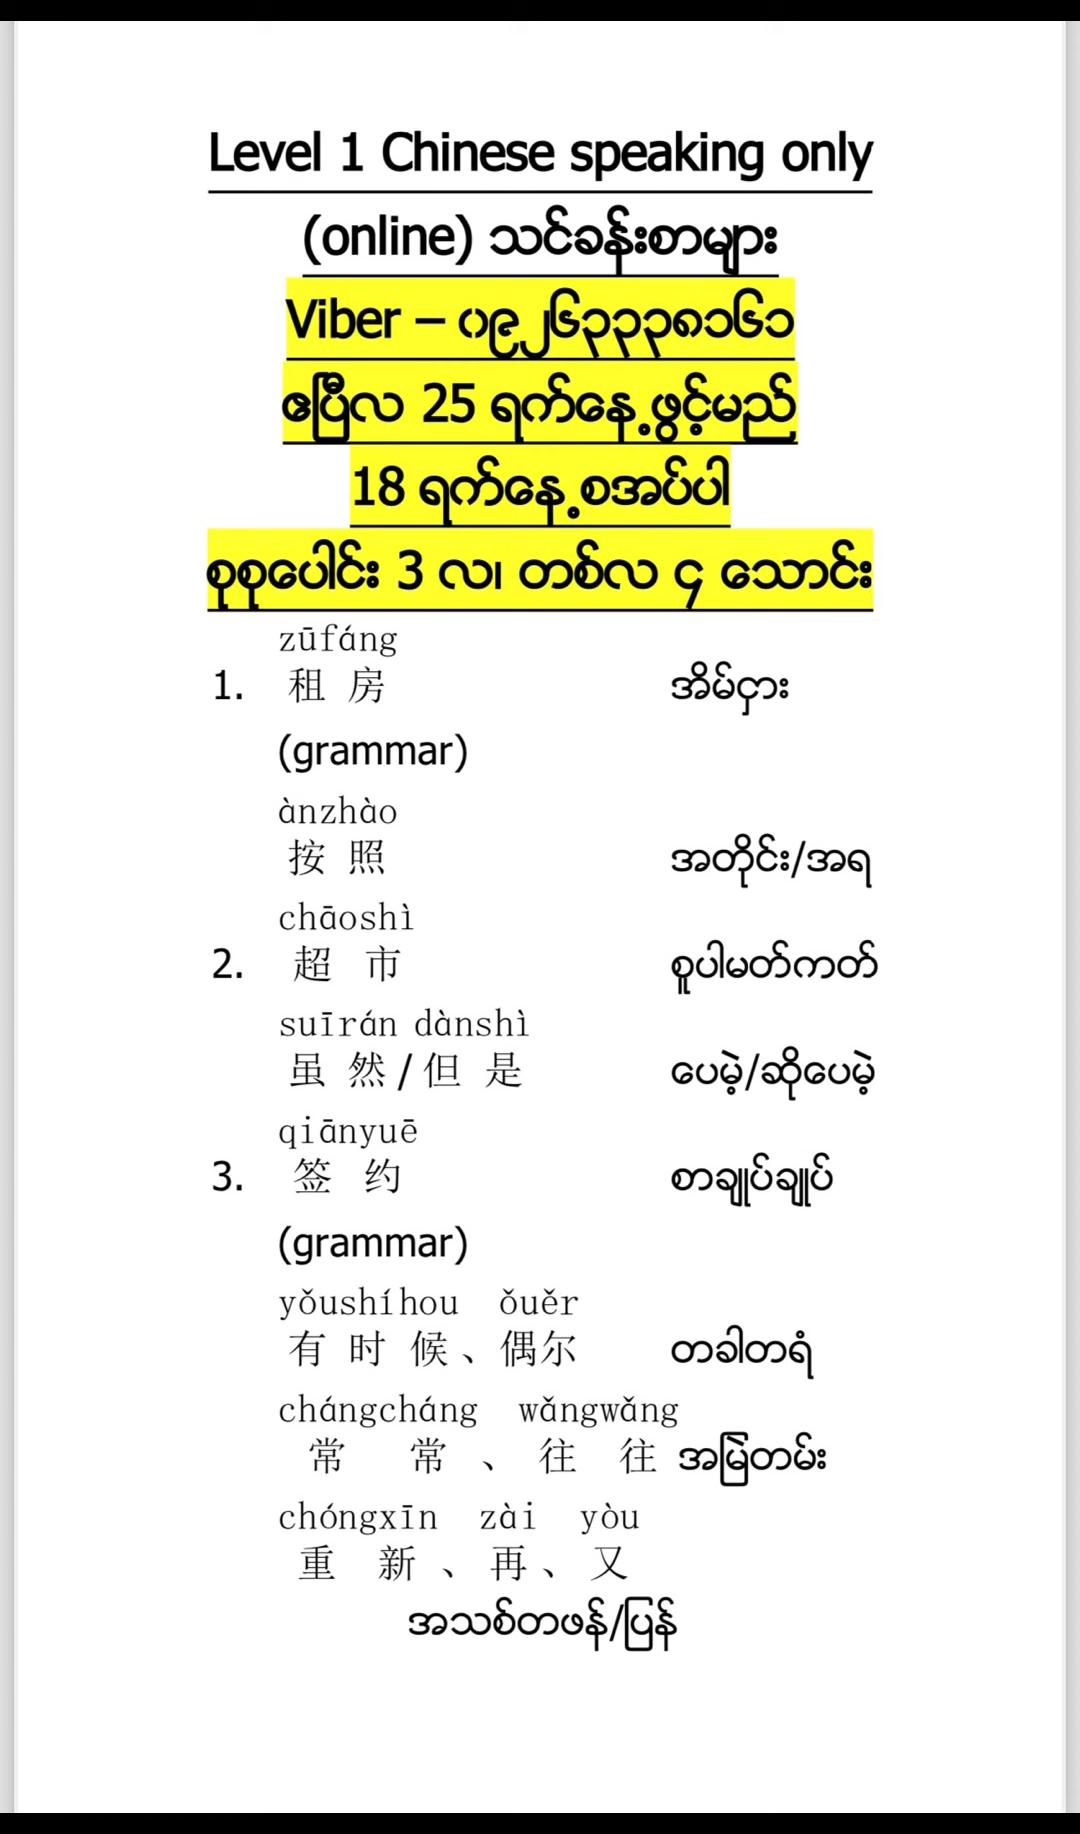 Level 1 Chinese speaking only
(online) သင်ခန်းစာများ
Viber – ၀၉၂၆၃၃၃၈၁၆၁
ဧပြီလ 25 ရက်နေ့ဖွင့်မည်
18 ရက်နေ့စအပ်ပါ
စုစုပေါင်း 3 လ၊ တစ်လ ၄ သောင်း
zūfáng
1. 租 房 အိမ်ငှား
(grammar)
ànzhào
按 照 အတိုင်း/အရ
chāoshì
2. 超 市 စူပါမတ်ကတ်
suīrán dànshì
虽 然/但 是 ပေမဲ့/ဆိုပေမဲ့
qiānyuē
3. 签 约 စာချုပ်ချုပ်
(grammar)
yǒushíhou ǒuěr
有 时 候、偶尔 တခါတရံ
chángcháng wǎngwǎng
常 常 、 往 往 အမြဲတမ်း
chóngxīn zài yòu
重 新 、再、又
အသစ်တဖန်/ပြန်